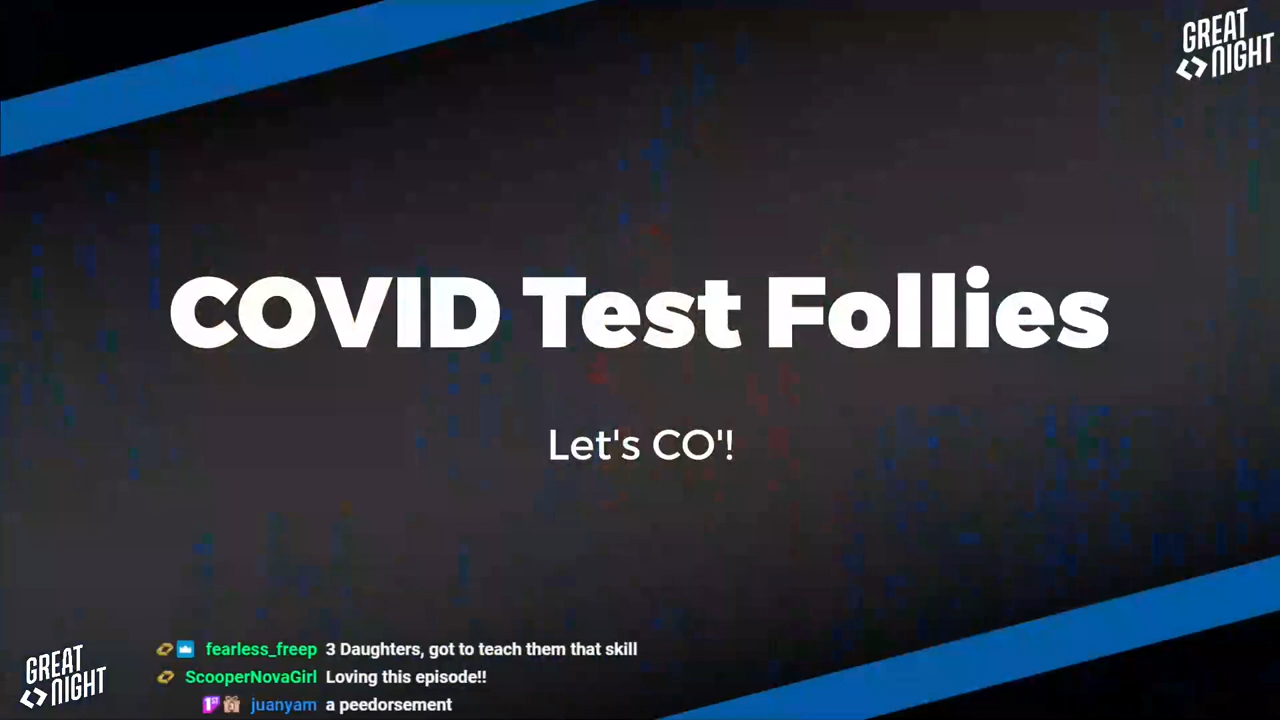 GREAT
NIGHT
COVID Test Follies
Let's CO'!
fearless_freep 3 Daughters, got to teach them that skill
ScooperNovaGirl Loving this episode!!
1ST juanyam a peedorsement
GREAT
NIGHT